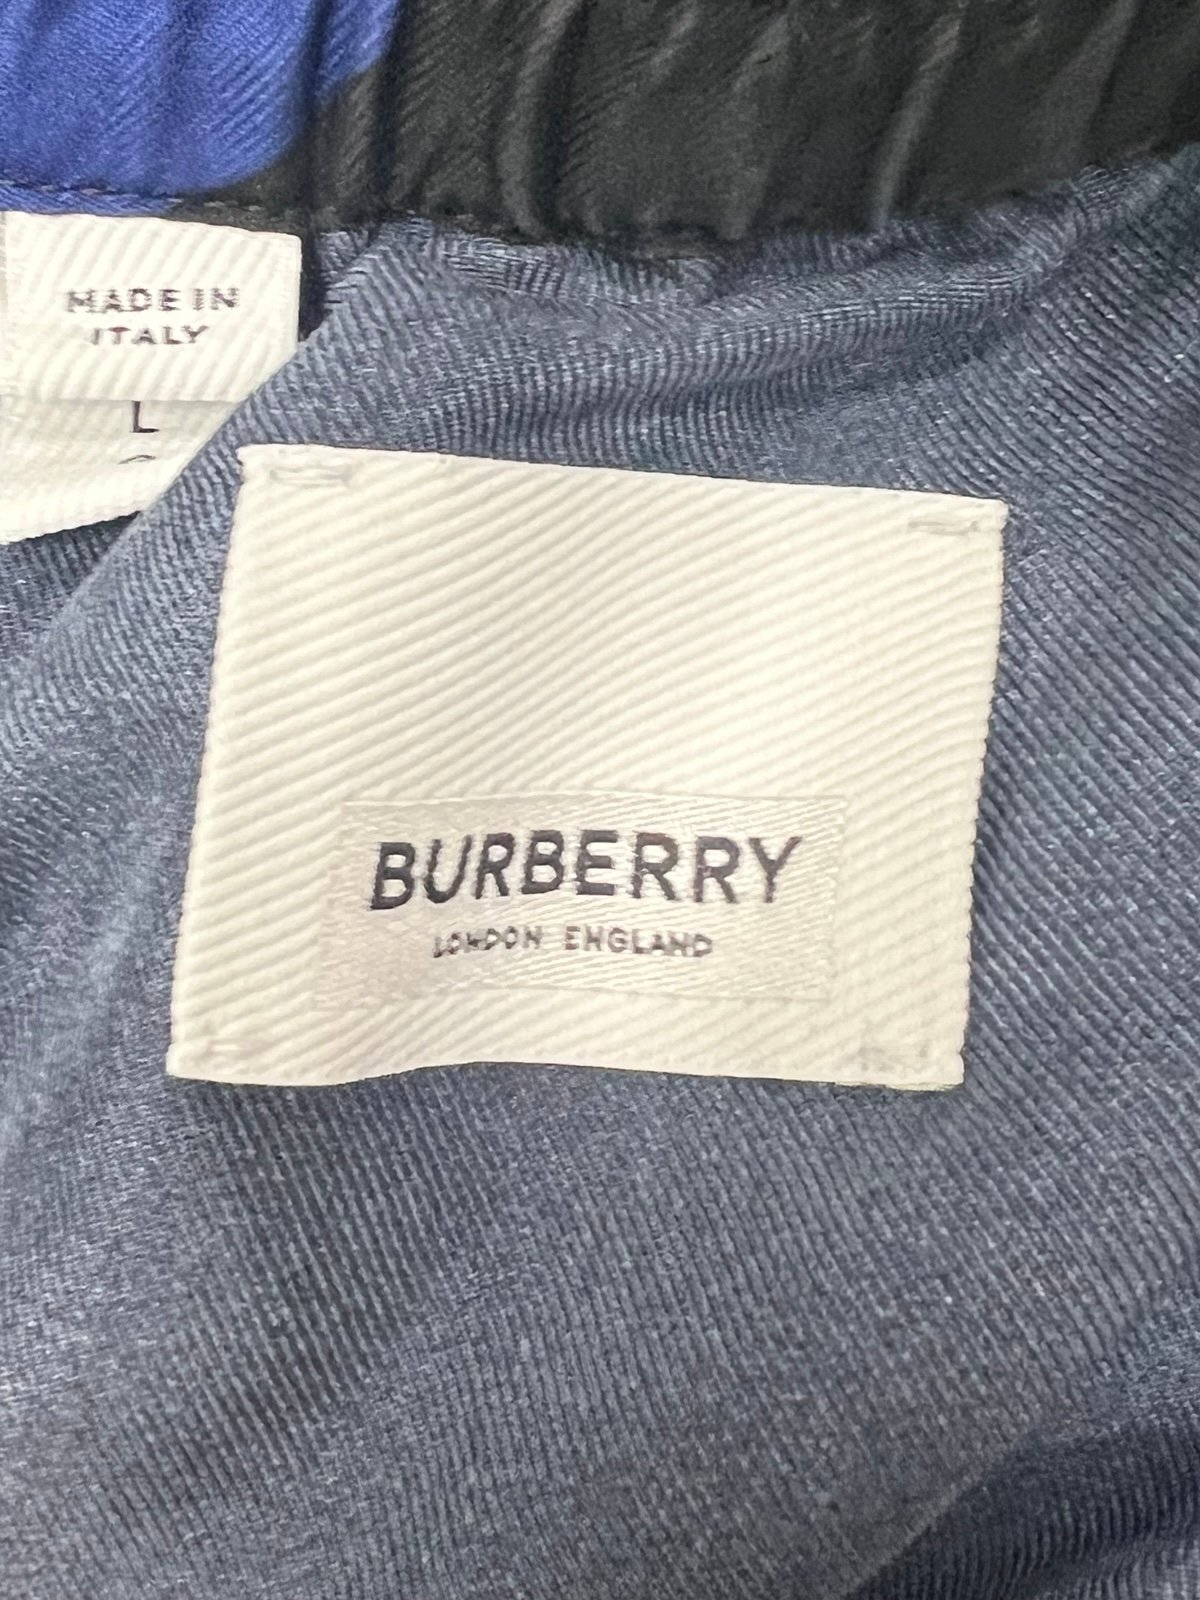 MADE IN
ITALY
L
BURBERRY
LONDON ENGLAND